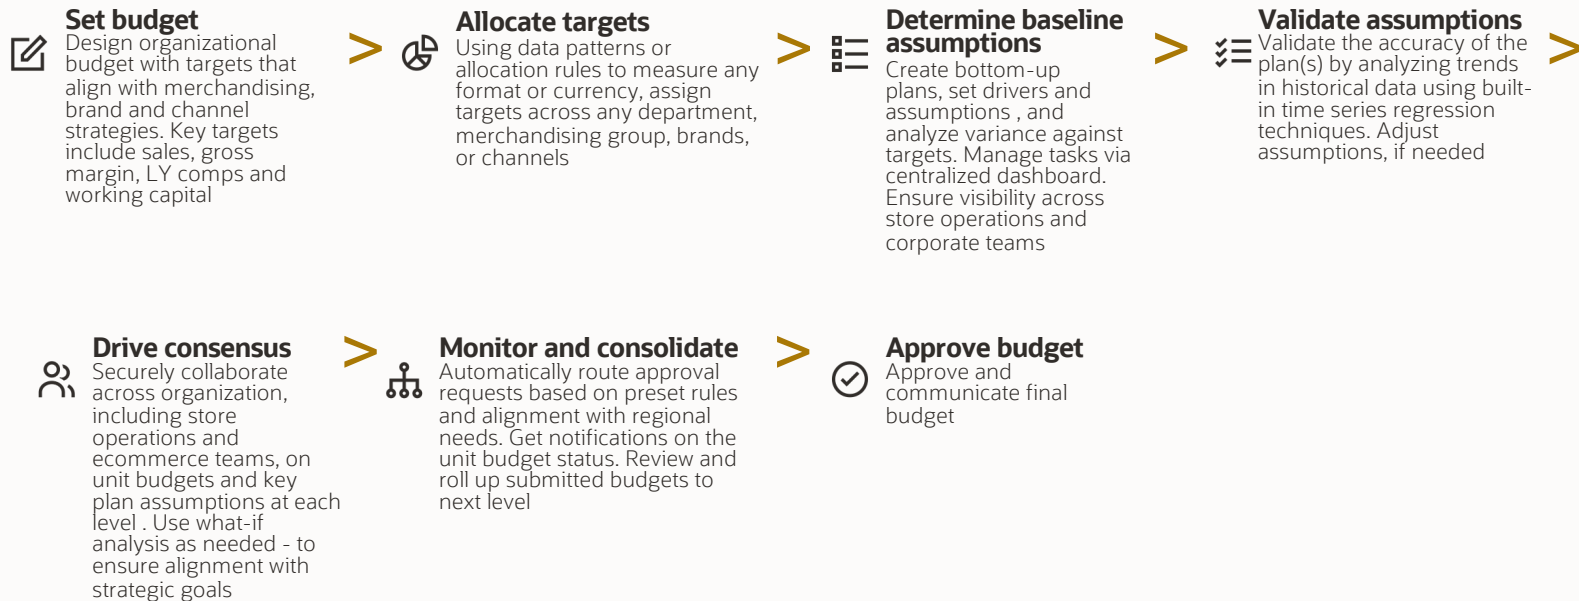 Set budget
Design organizational
budget with targets that
align with merchandising,
brand and channel
strategies. Key targets
include sales, gross
margin, LY comps and
working capital
>
Allocate targets
Using data patterns or
allocation rules to measure any
format or currency, assign
targets across any department,
merchandising group, brands,
or channels
>
Determine baseline
assumptions
Create bottom-up
plans, set drivers and
assumptions , and
analyze variance against
targets. Manage tasks via
centralized dashboard.
Ensure visibility across
store operations and
corporate teams
>
Validate assumptions
Validate the accuracy of the
plan(s) by analyzing trends
in historical data using built-
in time series regression
techniques. Adjust
assumptions, if needed
>
Drive consensus
Securely collaborate
across organization,
including store
operations and
ecommerce teams, on
unit budgets and key
plan assumptions at each
level . Use what-if
analysis as needed - to
ensure alignment with
strategic goals
>
Monitor and consolidate
Automatically route approval
requests based on preset rules
and alignment with regional
needs. Get notifications on the
unit budget status. Review and
roll up submitted budgets to
next level
>
Approve budget
Approve and
communicate final
budget